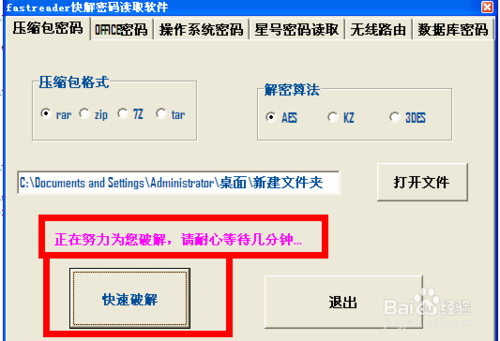 fastreader快解密码读取软件
压缩包密码 OFFICE密码 操作系统密码 星号密码读取 无线路由 数据库密码
压缩包格式
rar zip 7Z tar
解密算法
AES KZ 3DES
C:\Documents and Settings\Administrator\桌面\新建文件夹
打开文件
正在努力为您破解，请耐心等待几分钟...
快速破解
退出
Baidu经验